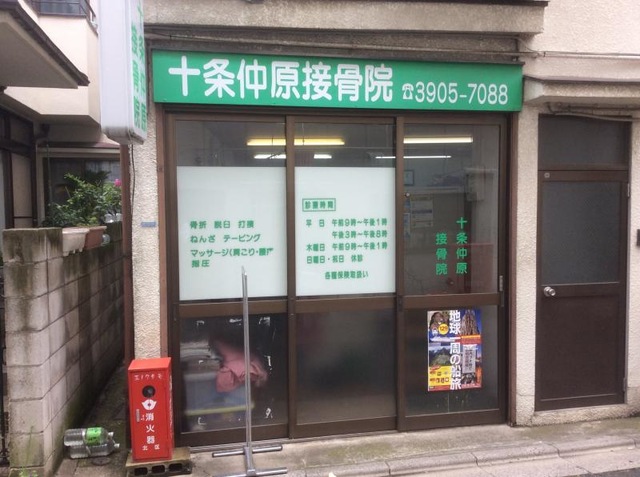 十条仲原接骨院 ☎3905-7088
接骨院
骨折 脱臼 打撲
ねんざ テーピング
マッサージ(肩こり・腰)
指圧
診療時間
平日 午前9時〜午後1時
午後3時〜午後8時
木曜日 午前9時〜午後1時
日曜日・祝日 休診
各種保険取扱い
十条仲原
接骨院
地球一周の船旅
消火器
北区